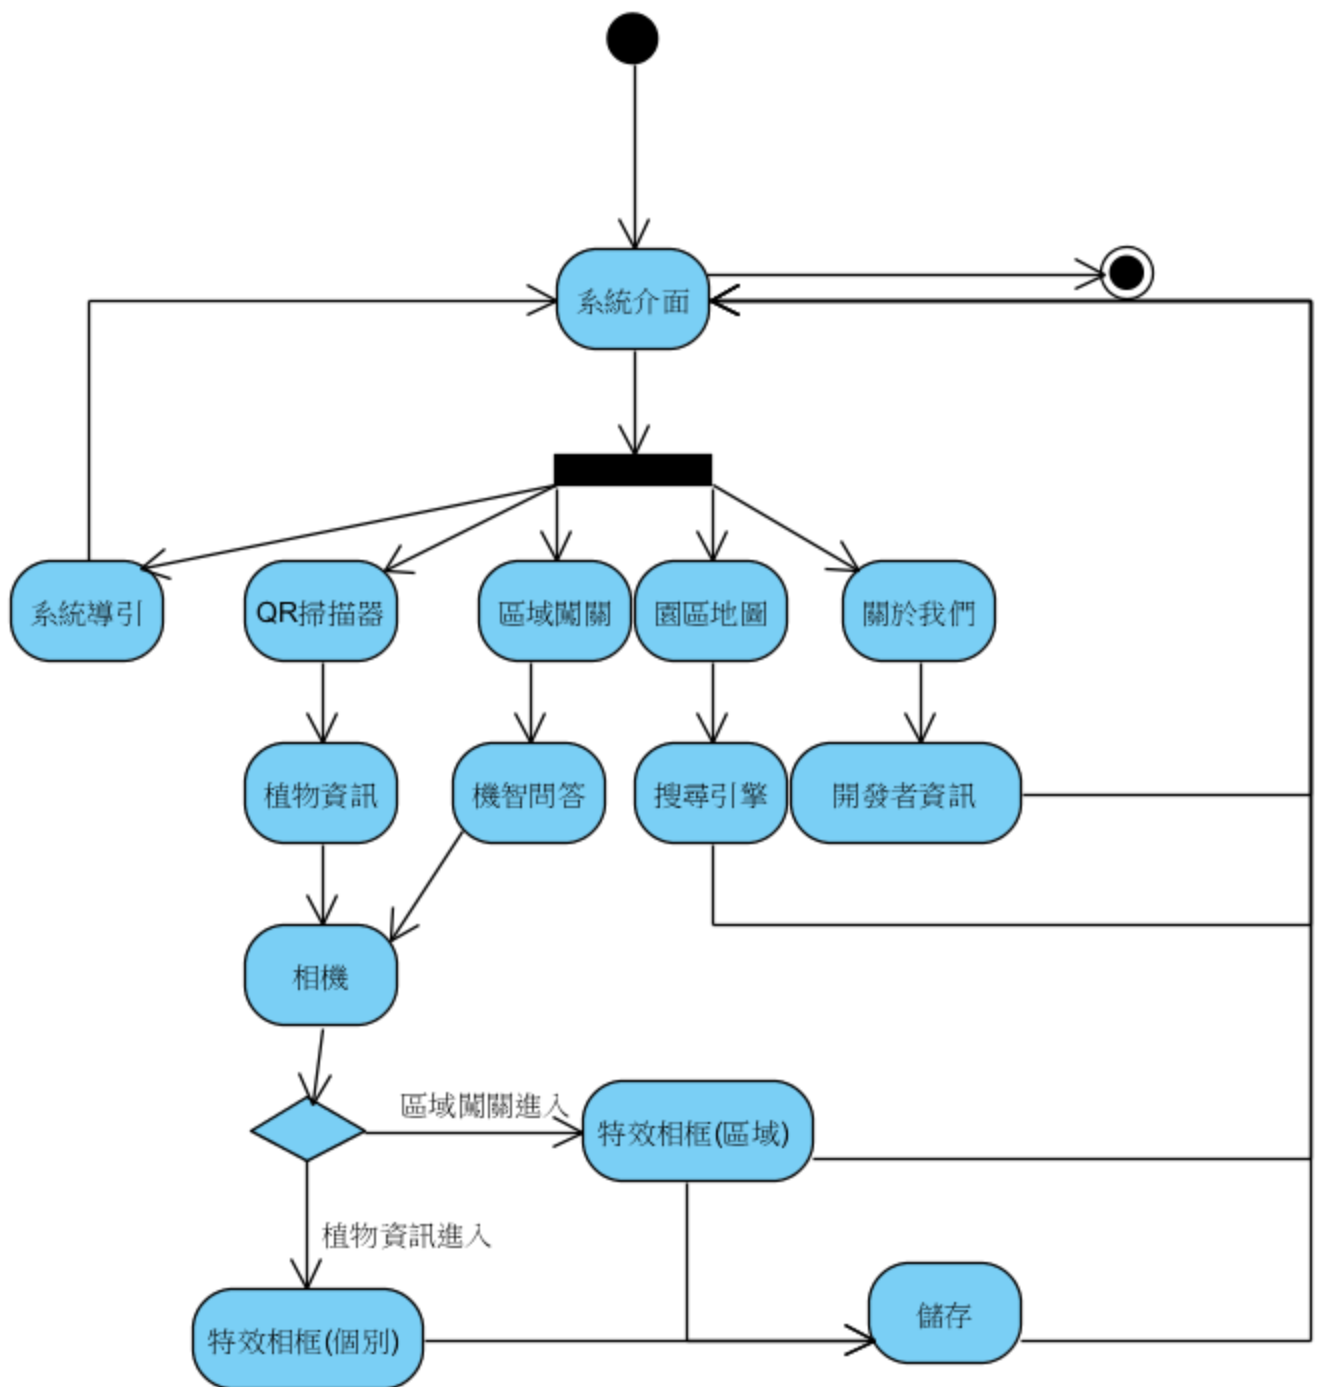 系統介面
系統導引
QR掃描器
區域闖關
園區地圖
關於我們
植物資訊
機智問答
搜尋引擎
開發者資訊
相機
區域闖關進入
特效相框(區域)
植物資訊進入
儲存
特效相框(個別)